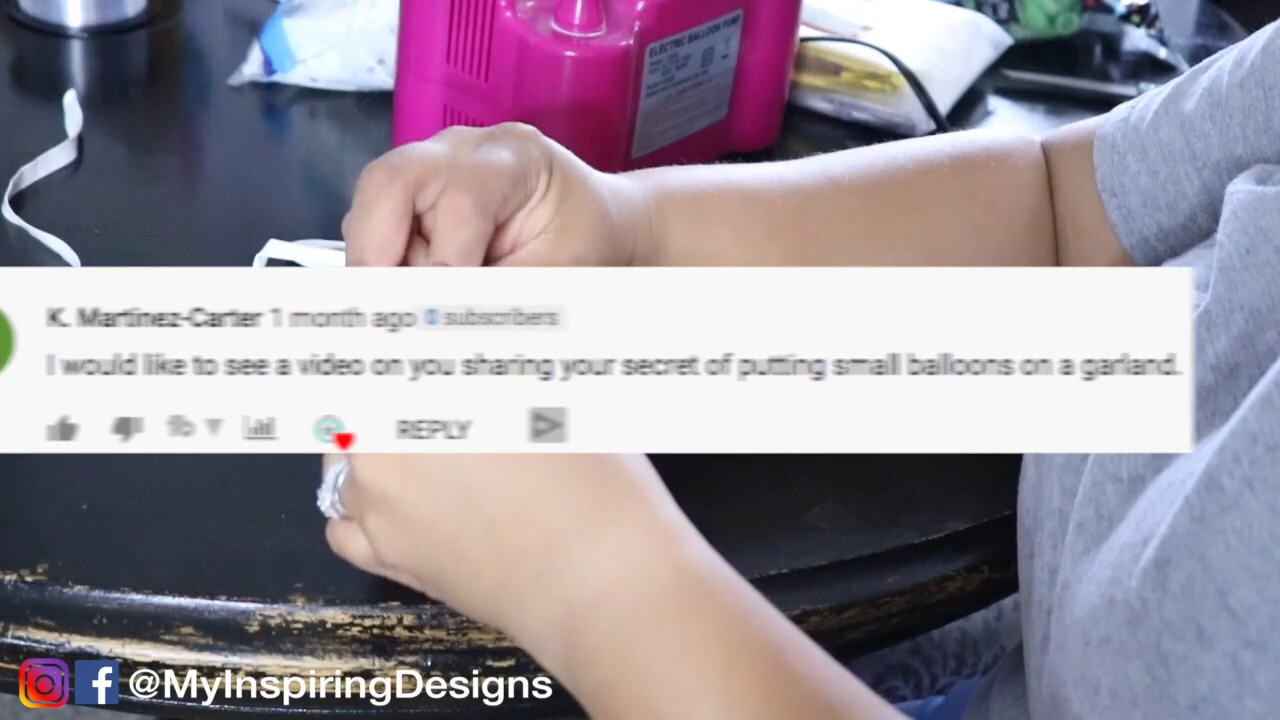 ELECTRIC BALLOON PUMP
K. Martinez-Carter 1 month ago 0 subscribers
I would like to see a video on you sharing your secret of putting small balloons on a garland.
REPLY
@MyInspiringDesigns